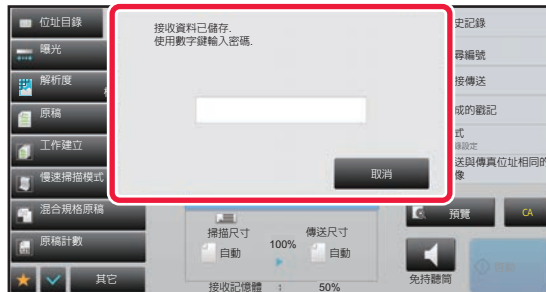 位址目錄
曝光
解析度
原稿
工作建立
慢速掃描模式
混合規格原稿
原稿計數
其它
接收資料已儲存.
使用數字鍵輸入密碼.
取消
史記錄
尋編號
接傳送
成的戳記
式
送與傳真位址相同的
像
預覽
CA
掃描尺寸
自動
100%
傳送尺寸
自動
接收記憶體 : 50%
免持聽筒